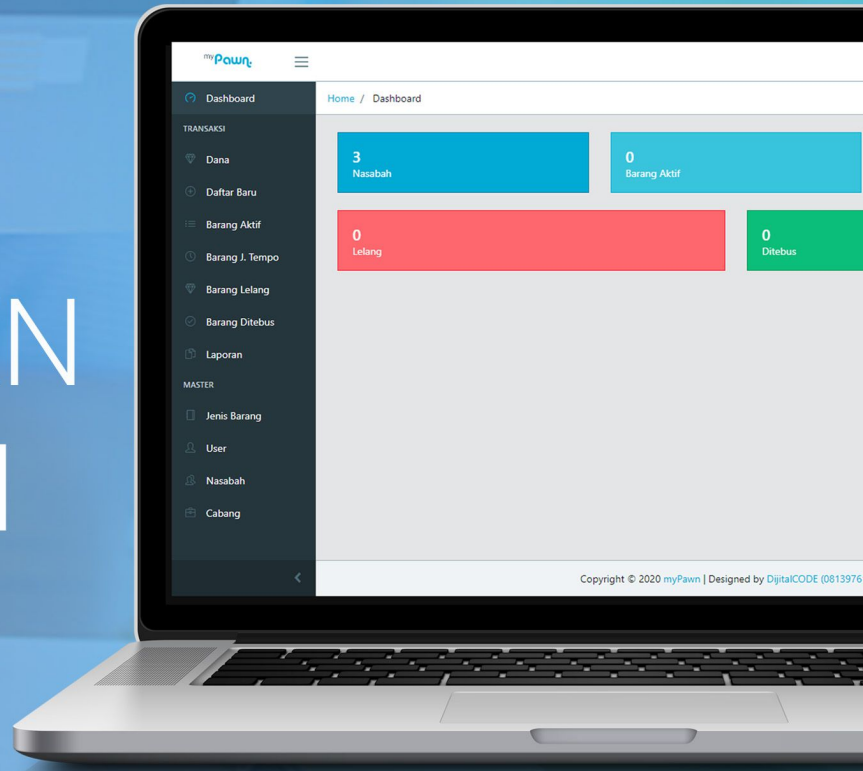 myPawn.
Dashboard
Home / Dashboard
TRANSAKSI
Dana
Daftar Baru
Barang Aktif
Barang J. Tempo
Barang Lelang
Barang Ditebus
Laporan
MASTER
Jenis Barang
User
Nasabah
Cabang
3
Nasabah
0
Barang Aktif
0
Lelang
0
Ditebus
Copyright © 2020 myPawn | Designed by DijitalCODE (0813976
N